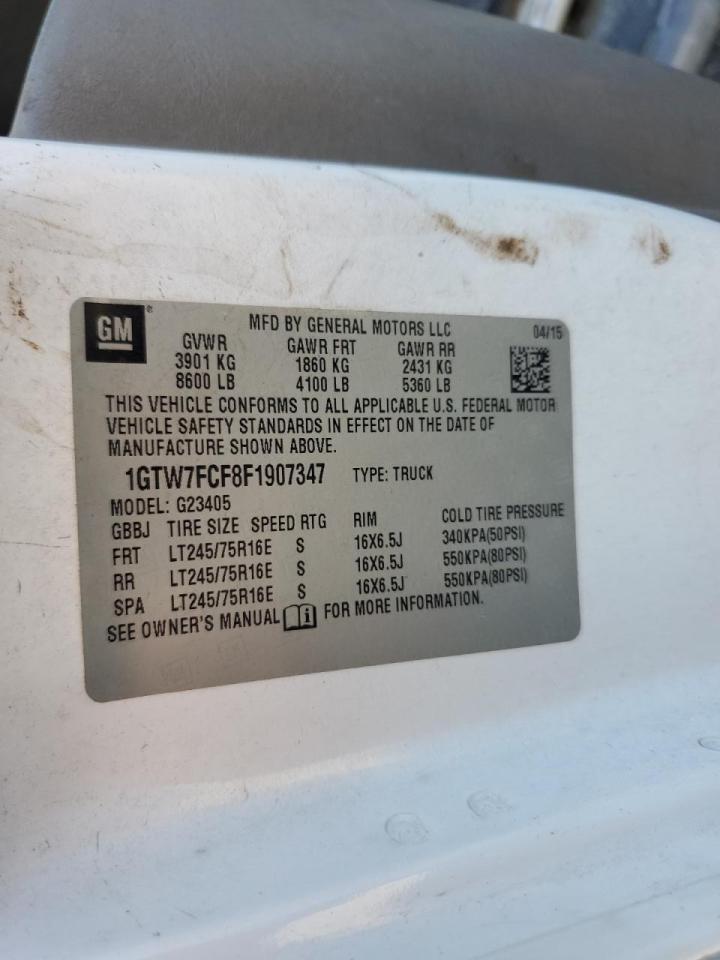 GM ®
MFD BY GENERAL MOTORS LLC 04/15
GVWR GAWR FRT GAWR RR
3901 KG 1860 KG 2431 KG
8600 LB 4100 LB 5360 LB
THIS VEHICLE CONFORMS TO ALL APPLICABLE U.S. FEDERAL MOTOR
VEHICLE SAFETY STANDARDS IN EFFECT ON THE DATE OF
MANUFACTURE SHOWN ABOVE.
1GTW7FCF8F1907347 TYPE: TRUCK
MODEL: G23405
GBBJ TIRE SIZE SPEED RTG RIM COLD TIRE PRESSURE
FRT LT245/75R16E S 16X6.5J 340KPA(50PSI)
RR LT245/75R16E S 16X6.5J 550KPA(80PSI)
SPA LT245/75R16E S 16X6.5J 550KPA(80PSI)
SEE OWNER'S MANUAL i FOR MORE INFORMATION.